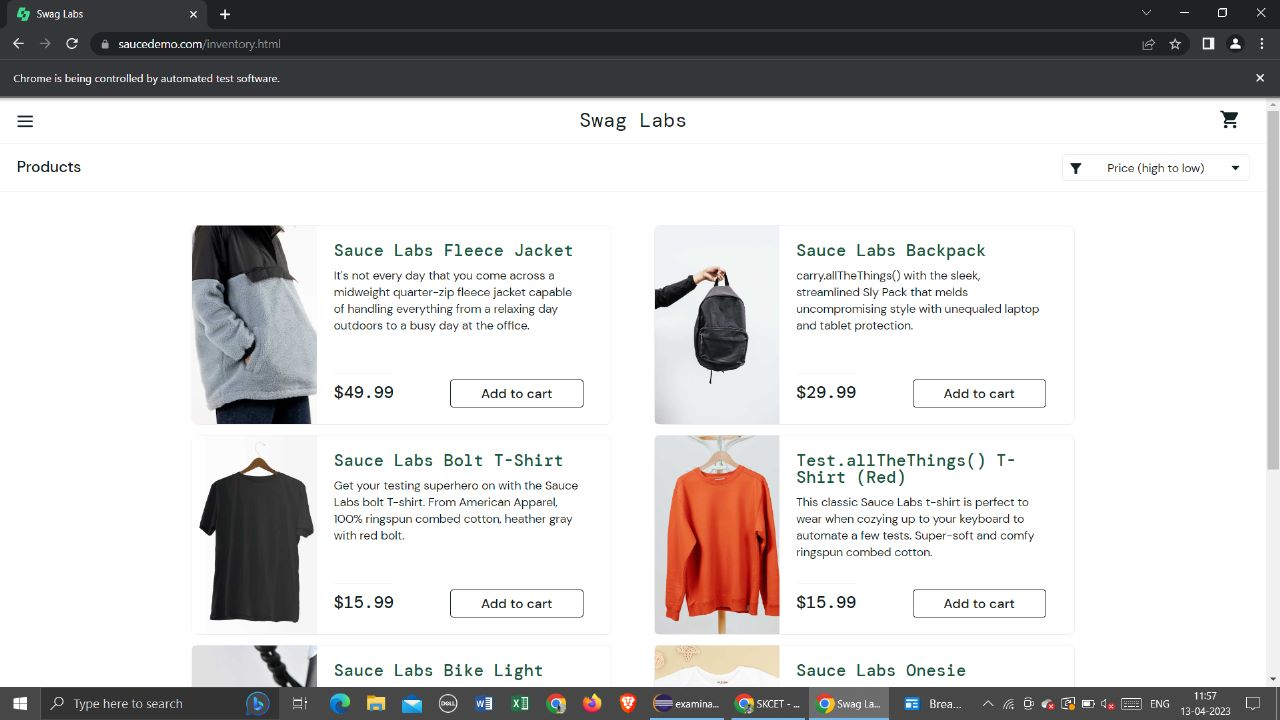 Swag Labs
saucedemo.com/inventory.html
Chrome is being controlled by automated test software.
Swag Labs
Products
Price (high to low)
Sauce Labs Fleece Jacket
It's not every day that you come across a
midweight quarter-zip fleece jacket capable
of handling everything from a relaxing day
outdoors to a busy day at the office.
$49.99
Add to cart
Sauce Labs Backpack
carry.allTheThings() with the sleek,
streamlined Sly Pack that melds
uncompromising style with unequaled laptop
and tablet protection.
$29.99
Add to cart
Sauce Labs Bolt T-Shirt
Get your testing superhero on with the Sauce
Labs bolt T-shirt. From American Apparel,
100% ringspun combed cotton, heather gray
with red bolt.
$15.99
Add to cart
Test.allTheThings() T-
Shirt (Red)
This classic Sauce Labs t-shirt is perfect to
wear when cozying up to your keyboard to
automate a few tests. Super-soft and comfy
ringspun combed cotton.
$15.99
Add to cart
Sauce Labs Bike Light
Sauce Labs Onesie
Type here to search
DELL
examina...
SKCET - ...
Swag La...
Brea...
ENG
11:57
13-04-2023